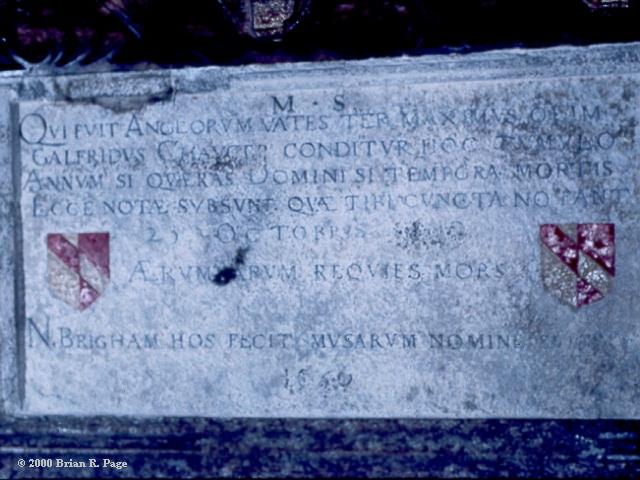 M · S
QVI FVIT ANGLORVM VATES TER MAXIMVS OLIM
GALFRIDVS CHAVCER CONDITVR HOC TVMVLO
ANNVM SI QVÆRAS DOMINI SI TEMPORA MORTIS
ECCE NOTÆ SVBSVNT QVÆ TIBI CVNCTA NOTANT
25 OCTOBRIS
ÆRVMNARVM REQVIES MORS
N. BRIGHAM HOS FECIT MVSARVM NOMINE
© 2000 Brian R. Page